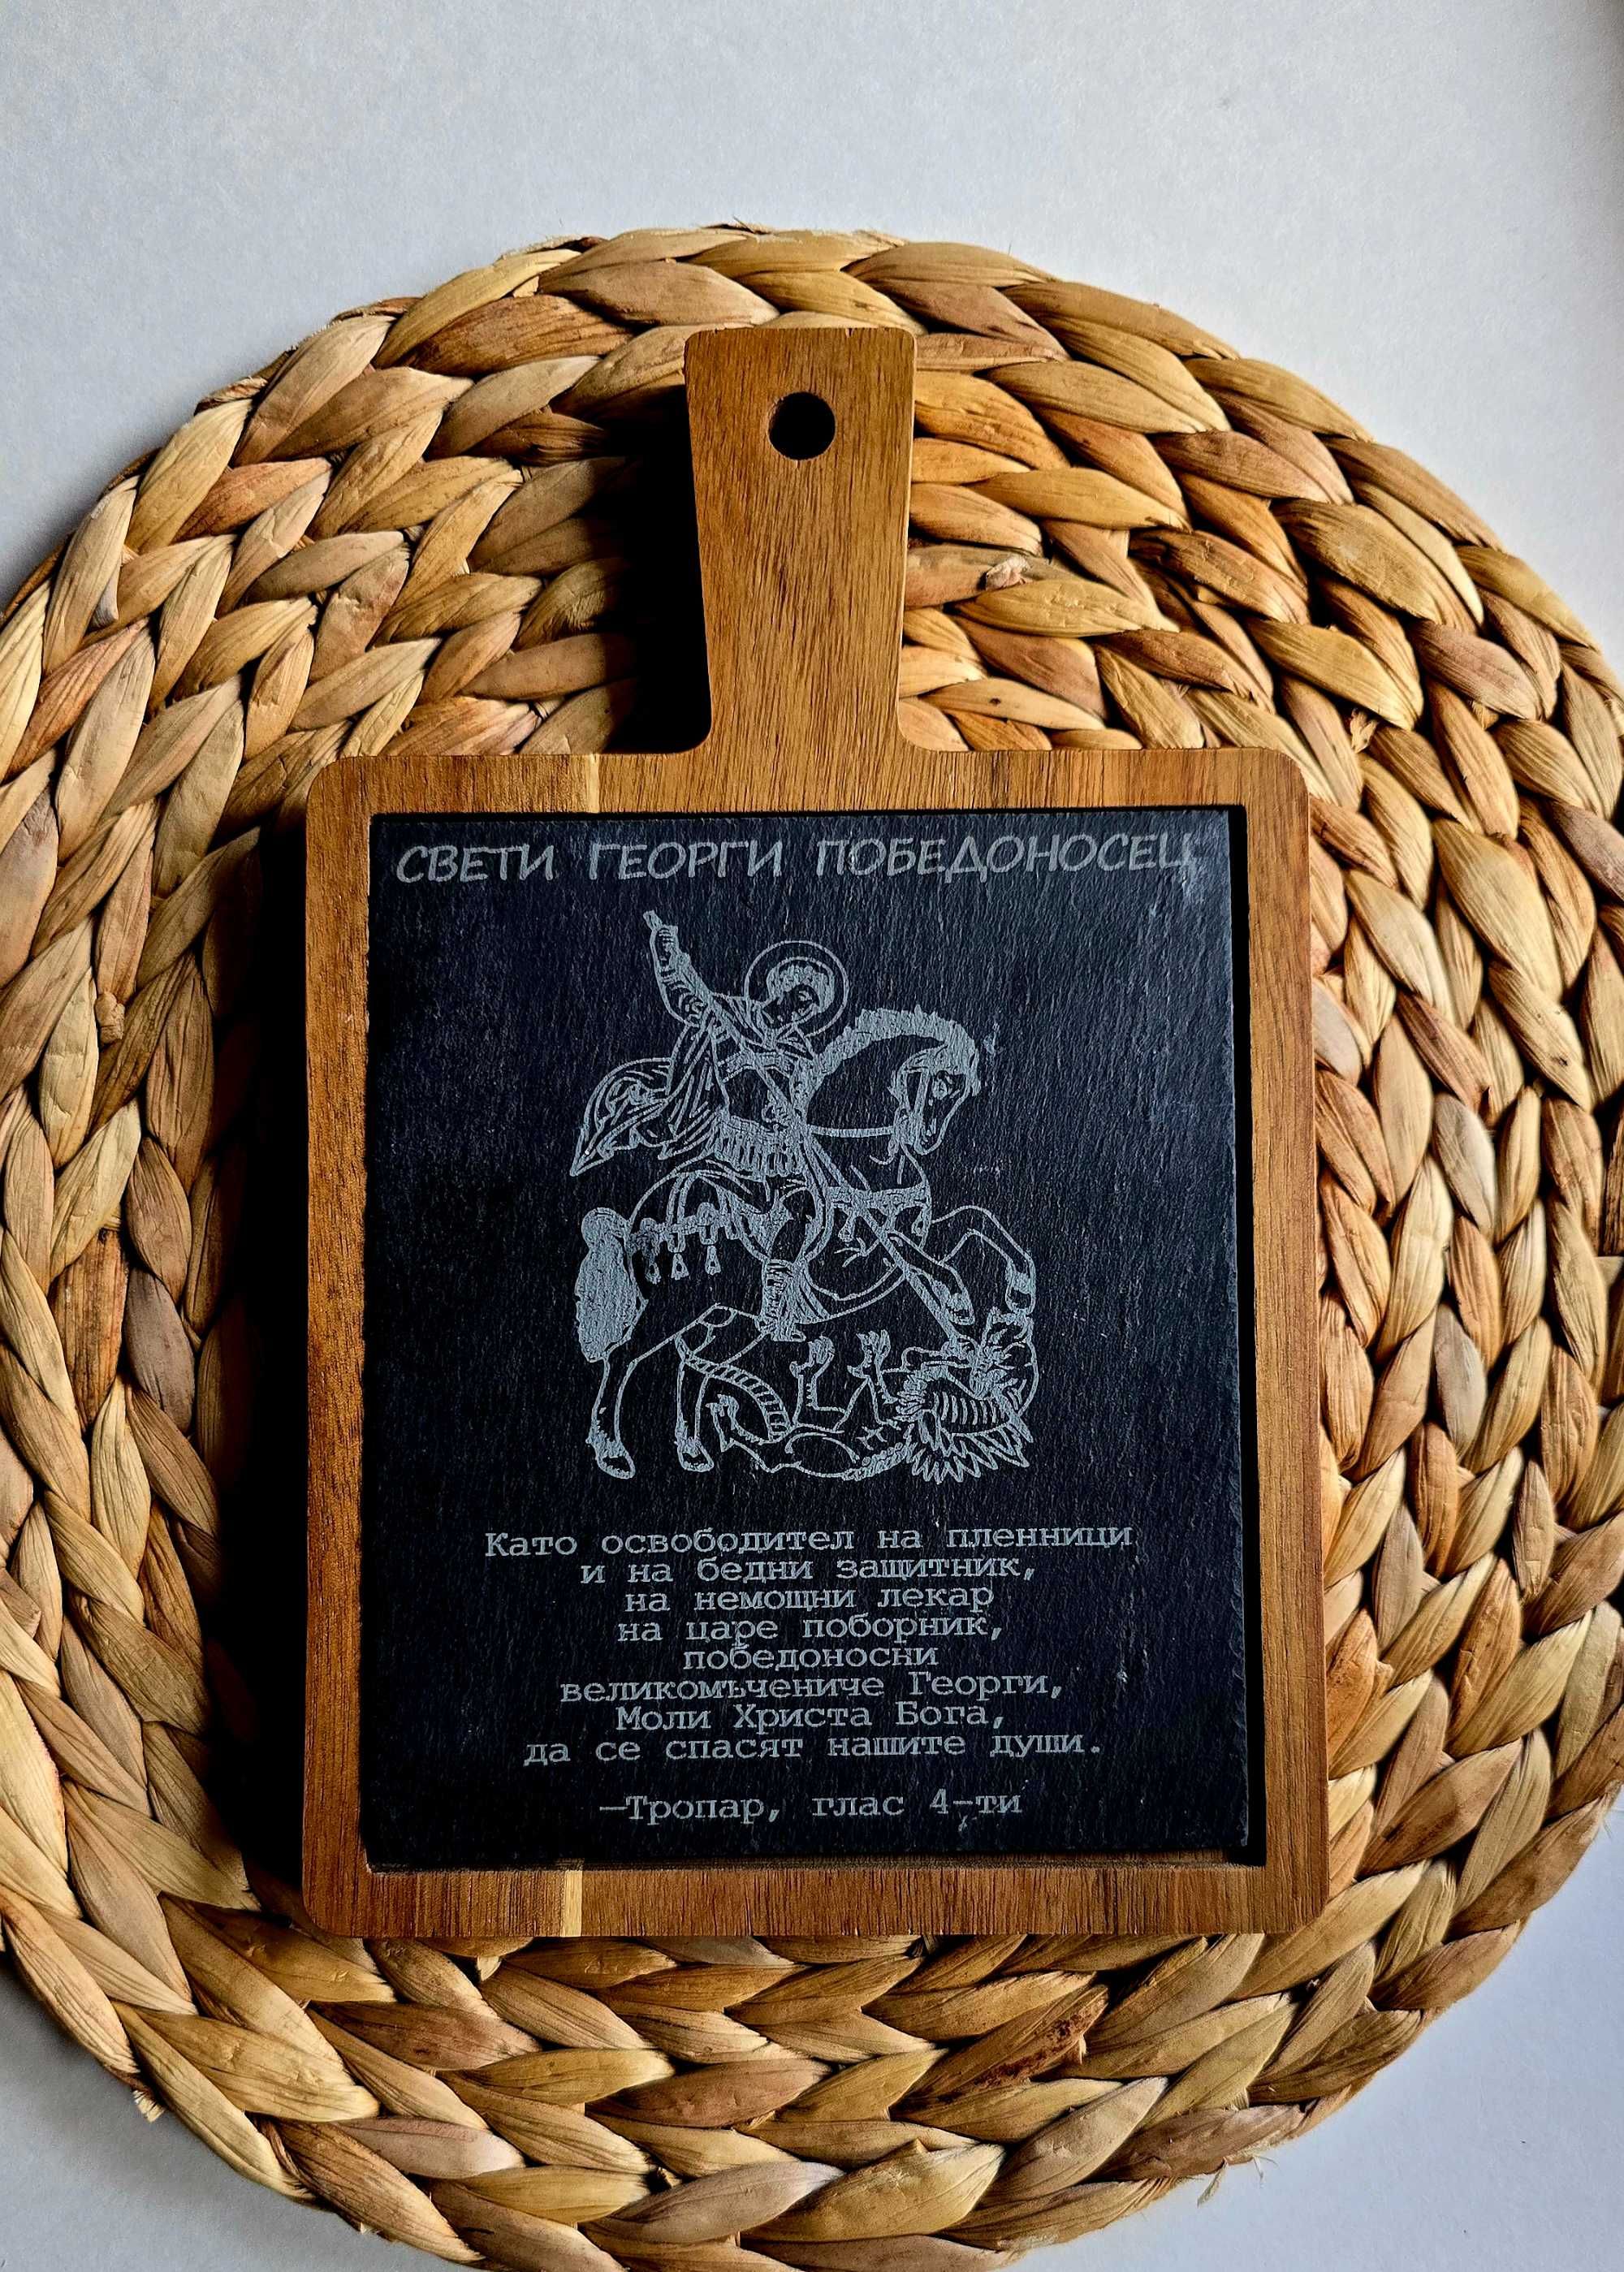 СВЕТИ ГЕОРГИ ПОБЕДОНОСЕЦ
Като освободител на пленници
и на бедни защитник,
на немощни лекар
на царе поборник,
победоносни
великомъчениче Георги,
Моли Христа Бога,
да се спасят нашите души.
—Тропар, глас 4-ти